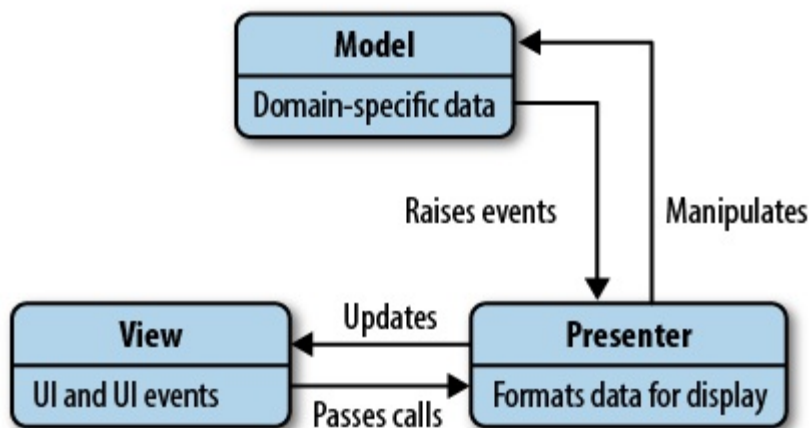 Model
Domain-specific data
Raises events
Manipulates
Updates
View
Presenter
UI and UI events
Formats data for display
Passes calls